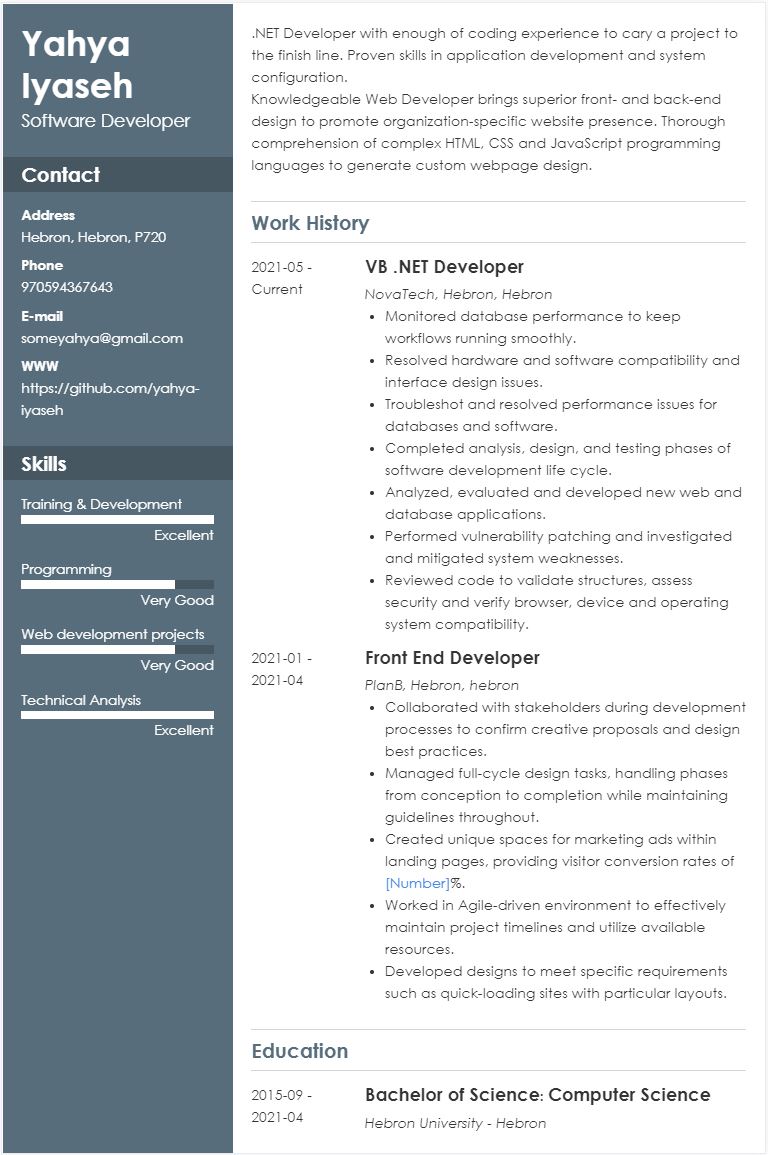 Yahya
Iyaseh
Software Developer
Contact
Address
Hebron, Hebron, P720
Phone
970594367643
E-mail
someyahya@gmail.com
WWW
https://github.com/yahya-
iyaseh
Skills
Training & Development
Excellent
Programming
Very Good
Web development projects
Very Good
Technical Analysis
Excellent
.NET Developer with enough of coding experience to cary a project to
the finish line. Proven skills in application development and system
configuration.
Knowledgeable Web Developer brings superior front- and back-end
design to promote organization-specific website presence. Thorough
comprehension of complex HTML, CSS and JavaScript programming
languages to generate custom webpage design.
Work History
2021-05 -
Current
VB .NET Developer
NovaTech, Hebron, Hebron
• Monitored database performance to keep
workflows running smoothly.
• Resolved hardware and software compatibility and
interface design issues.
• Troubleshot and resolved performance issues for
databases and software.
• Completed analysis, design, and testing phases of
software development life cycle.
• Analyzed, evaluated and developed new web and
database applications.
• Performed vulnerability patching and investigated
and mitigated system weaknesses.
• Reviewed code to validate structures, assess
security and verify browser, device and operating
system compatibility.
2021-01 -
2021-04
Front End Developer
PlanB, Hebron, hebron
• Collaborated with stakeholders during development
processes to confirm creative proposals and design
best practices.
• Managed full-cycle design tasks, handling phases
from conception to completion while maintaining
guidelines throughout.
• Created unique spaces for marketing ads within
landing pages, providing visitor conversion rates of
[Number]%.
• Worked in Agile-driven environment to effectively
maintain project timelines and utilize available
resources.
• Developed designs to meet specific requirements
such as quick-loading sites with particular layouts.
Education
2015-09 -
2021-04
Bachelor of Science: Computer Science
Hebron University - Hebron